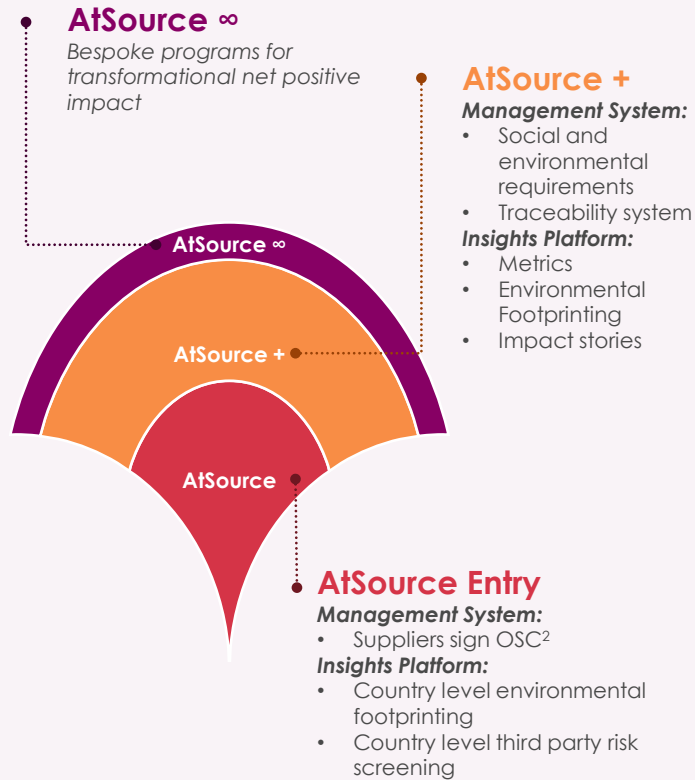 AtSource ∞
Bespoke programs for
transformational net positive
impact
AtSource +
Management System:
• Social and
environmental
requirements
• Traceability system
Insights Platform:
• Metrics
• Environmental
Footprinting
• Impact stories
AtSource ∞
AtSource +
AtSource
AtSource Entry
Management System:
• Suppliers sign OSC²
Insights Platform:
• Country level environmental
footprinting
• Country level third party risk
screening